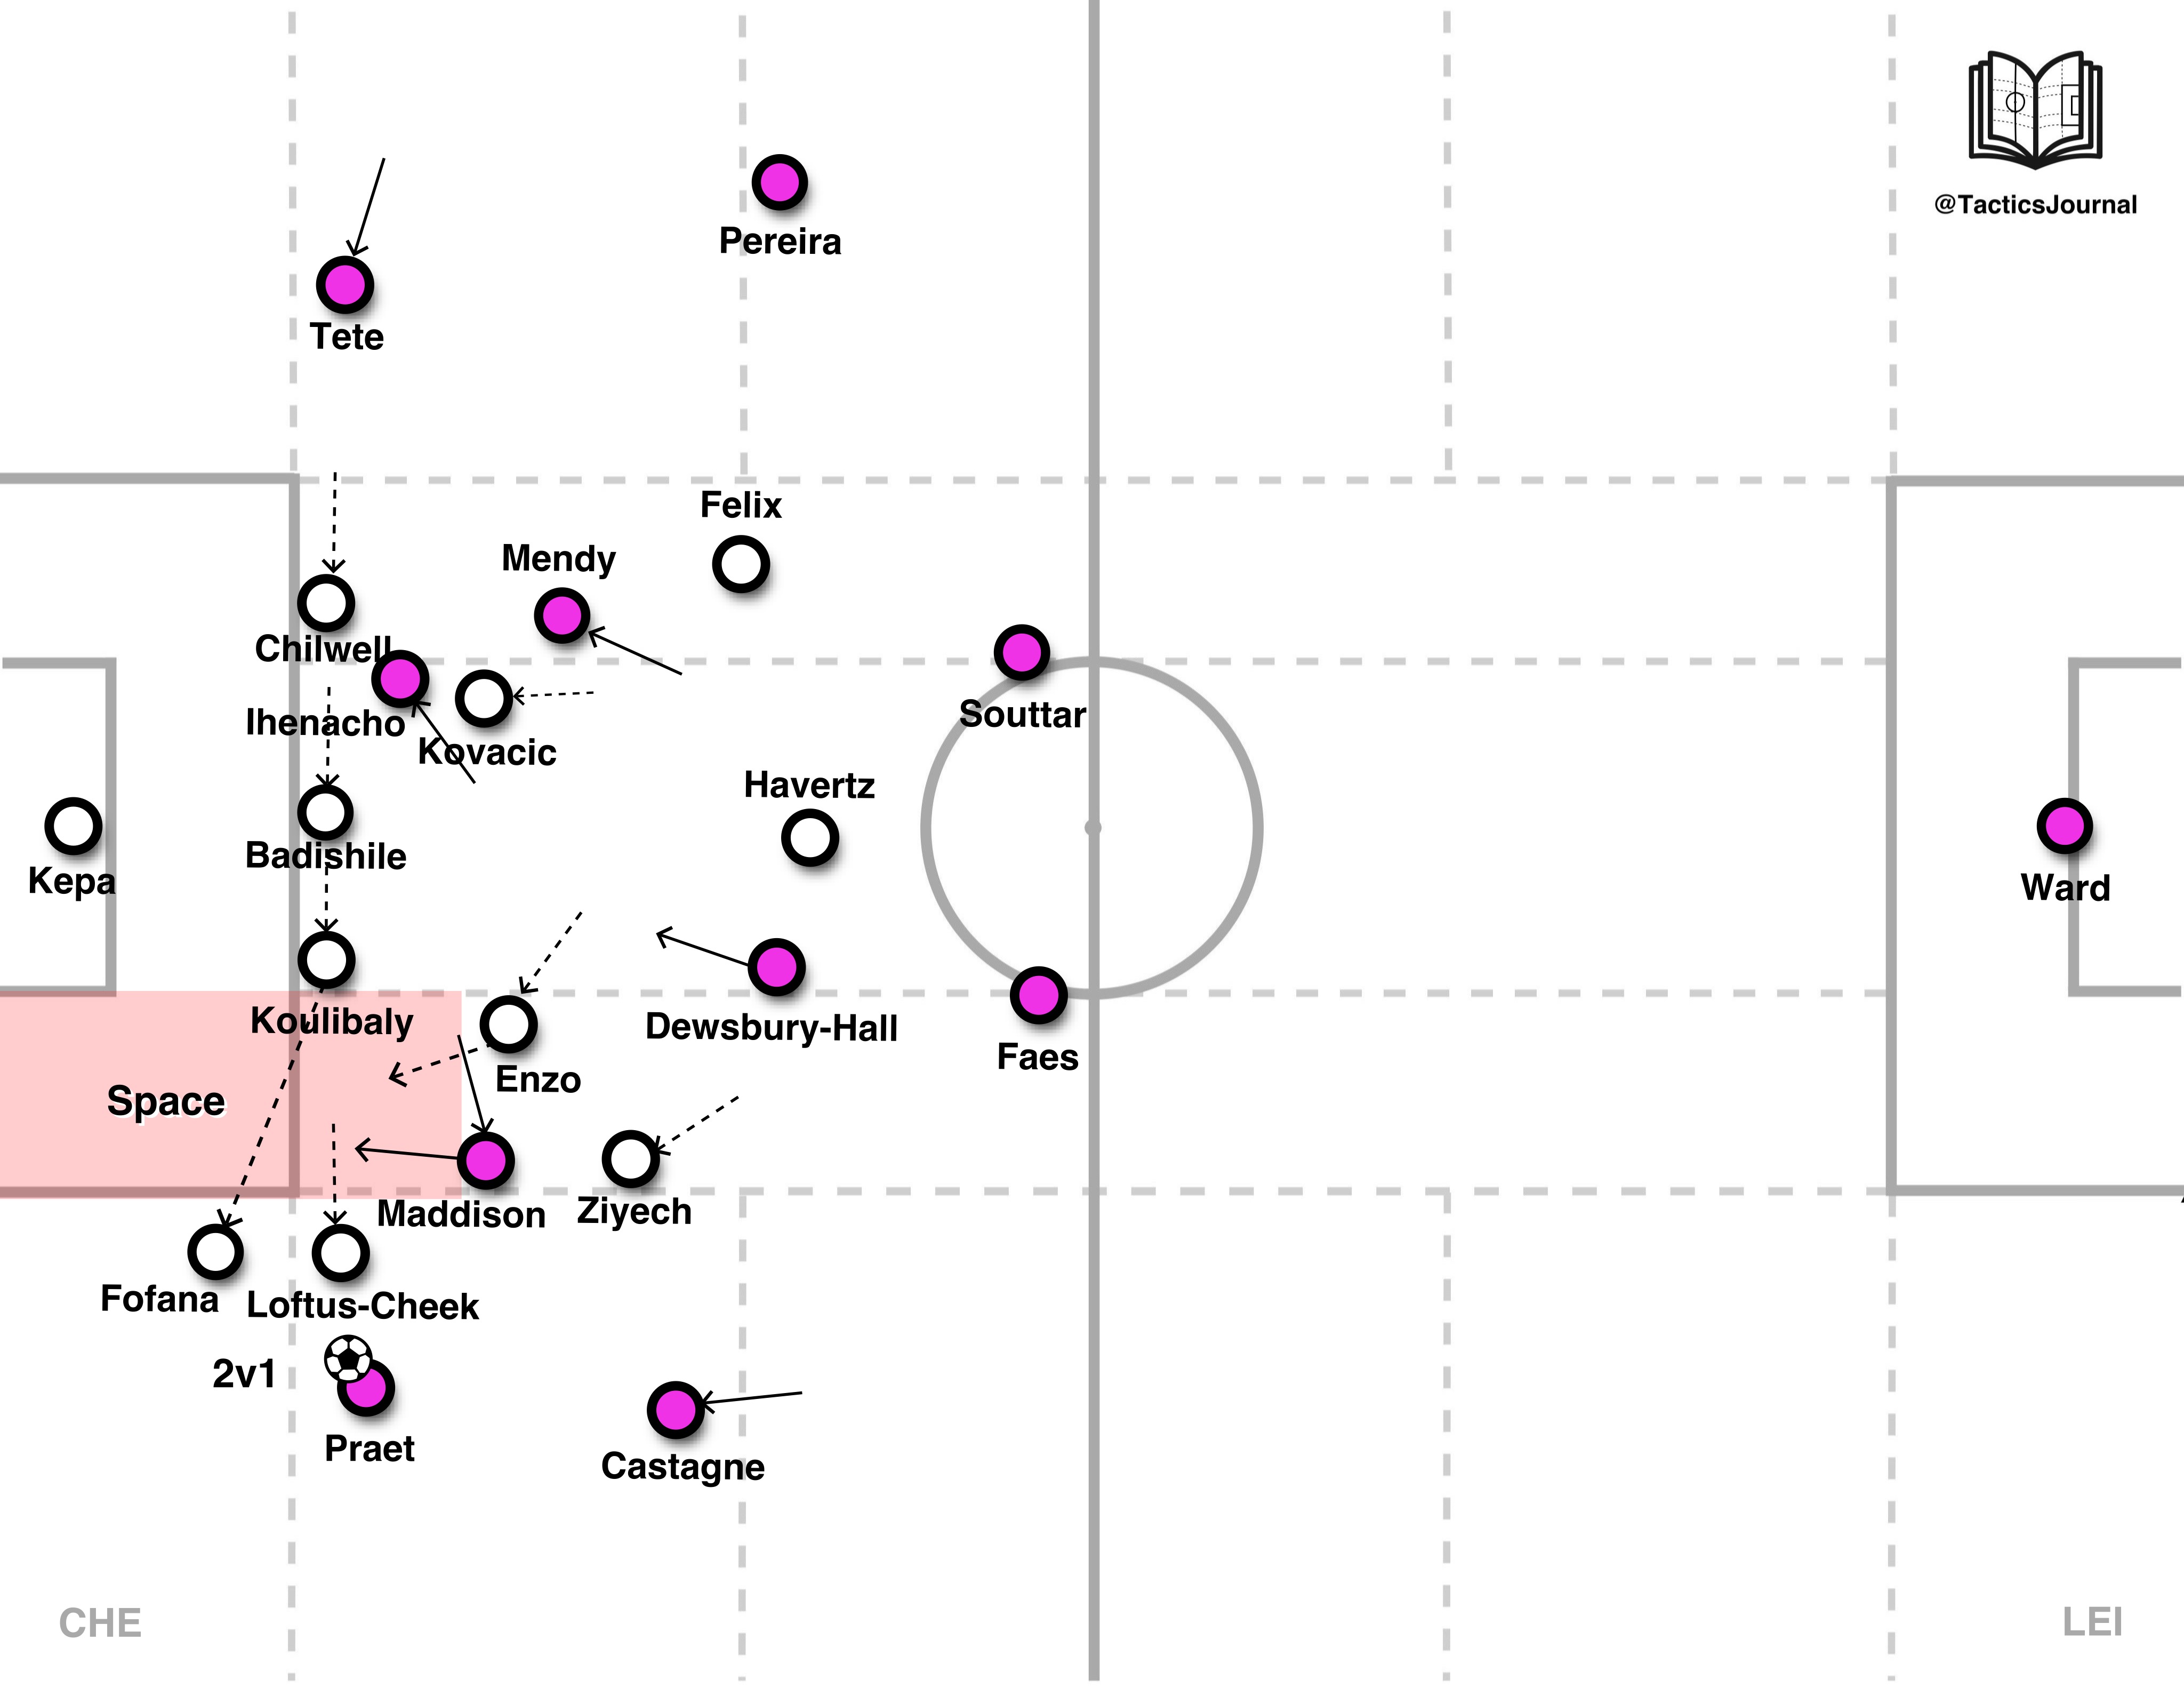 @TacticsJournal
Pereira
Tete
Felix
Mendy
Chilwell
Ihenacho
Kovacic
Souttar
Havertz
Badishile
Kepa
Ward
Koulibaly
Dewsbury-Hall
Faes
Enzo
Space
Maddison
Ziyech
Fofana
Loftus-Cheek
2v1
Praet
Castagne
CHE
LEI